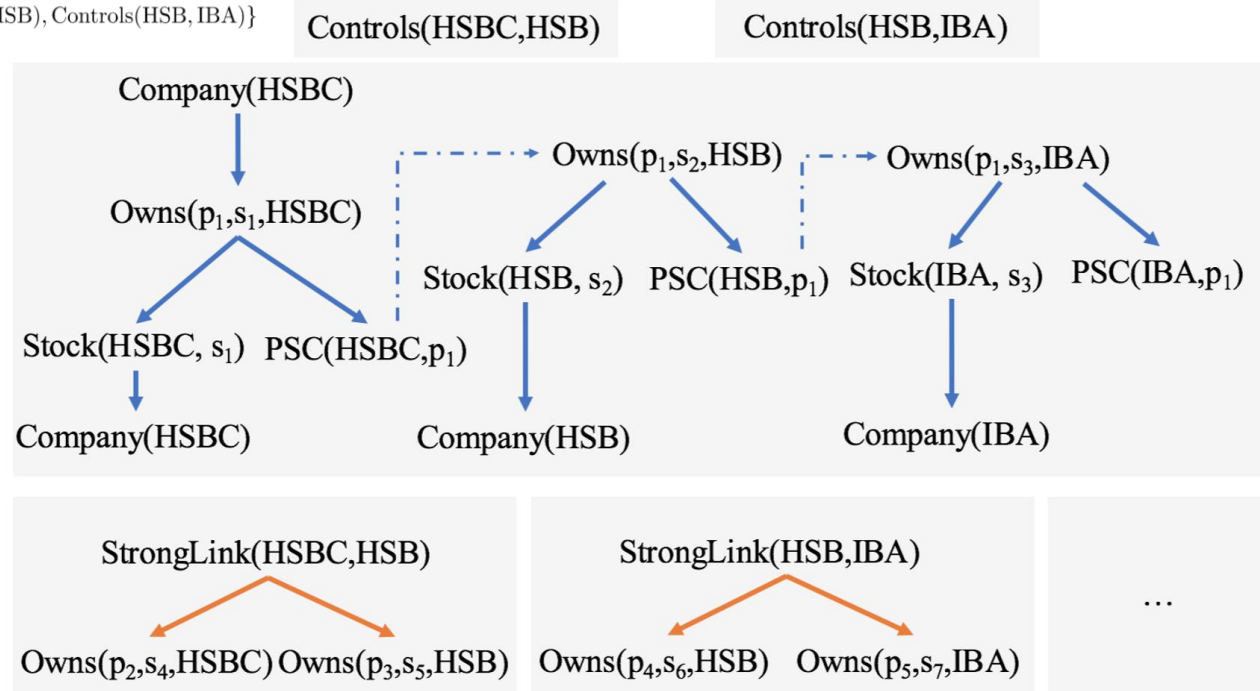 HSB), Controls(HSB, IBA)}
Controls(HSBC,HSB)
Controls(HSB,IBA)
Company(HSBC)
Owns(p₁,s₂,HSB)
Owns(p₁,s₃,IBA)
Owns(p₁,s₁,HSBC)
Stock(HSB, s₂)
PSC(HSB,p₁)
Stock(IBA, s₃)
PSC(IBA,p₁)
Stock(HSBC, s₁)
PSC(HSBC,p₁)
Company(HSBC)
Company(HSB)
Company(IBA)
StrongLink(HSBC,HSB)
StrongLink(HSB,IBA)
...
Owns(p₂,s₄,HSBC)
Owns(p₃,s₅,HSB)
Owns(p₄,s₆,HSB)
Owns(p₅,s₇,IBA)